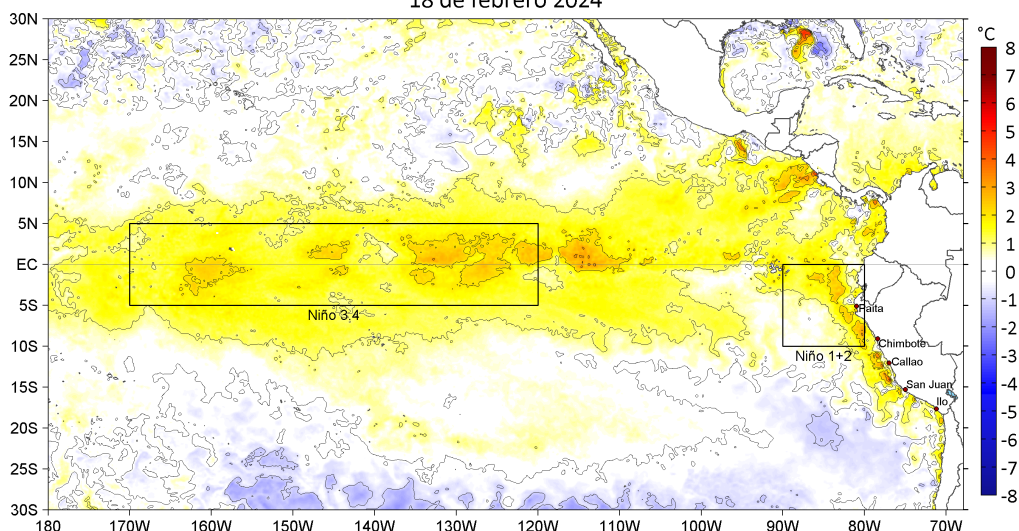 18 de febrero 2024
°C
30N
25N
20N
15N
10N
5N
EC
5S
10S
15S
20S
25S
30S
180
170W
160W
150W
140W
130W
120W
110W
100W
90W
80W
70W
Niño 3.4
Niño 1+2
Paita
Chimbote
Callao
San Juan
Ilo
8
7
6
5
4
3
2
1
0
-1
-2
-3
-4
-5
-6
-7
-8